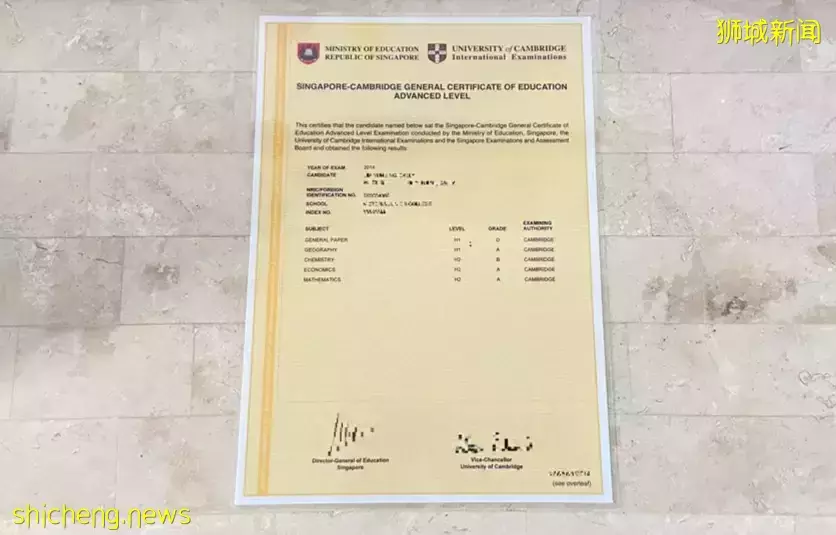 狮城新闻
MINISTRY OF EDUCATION
REPUBLIC OF SINGAPORE
UNIVERSITY of CAMBRIDGE
International Examinations
SINGAPORE-CAMBRIDGE GENERAL CERTIFICATE OF EDUCATION
ADVANCED LEVEL
This certifies that the candidate named below sat the Singapore-Cambridge General Certificate of
Education Advanced Level Examination conducted by the Ministry of Education, Singapore, the
University of Cambridge International Examinations and the Singapore Examinations and Assessment
Board and obtained the following results:
YEAR OF EXAM.
CANDIDATE
NRIC/FOREIGN
IDENTIFICATION NO.
SCHOOL
INDEX NO.
SUBJECT LEVEL GRADE EXAMINING AUTHORITY
GENERAL PAPER H1 D CAMBRIDGE
GEOGRAPHY H1 A CAMBRIDGE
CHEMISTRY B CAMBRIDGE
ECONOMICS A CAMBRIDGE
MATHEMATICS A CAMBRIDGE
Director-General of Education
Singapore
Vice-Chancellor
University of Cambridge
(see overleaf)
shicheng.news